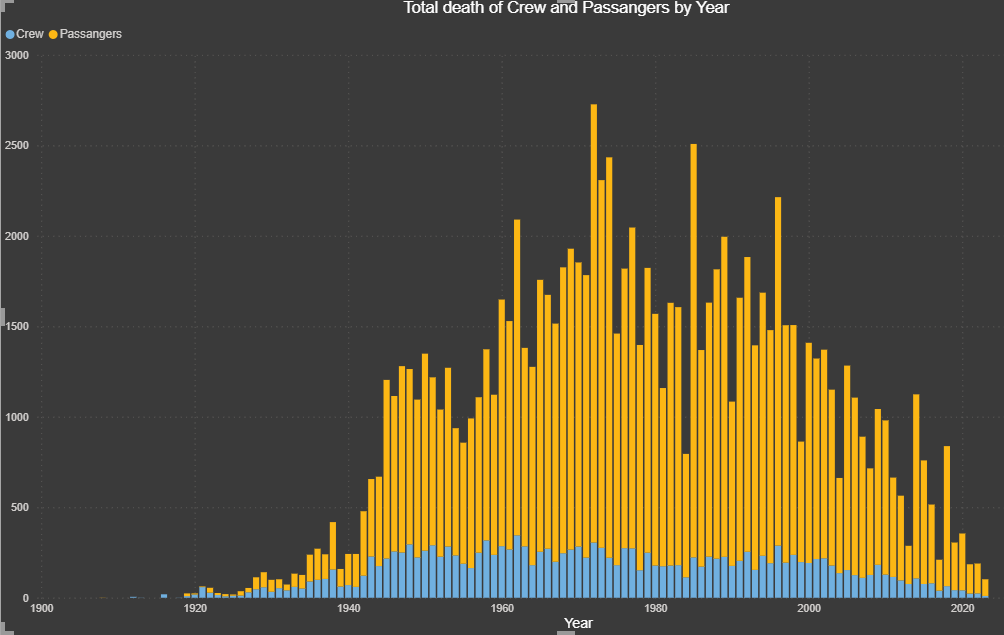 Total death of Crew and Passangers by Year
Crew Passangers
3000
2500
2000
1500
1000
500
0
1900 1920 1940 1960 1980 2000 2020
Year